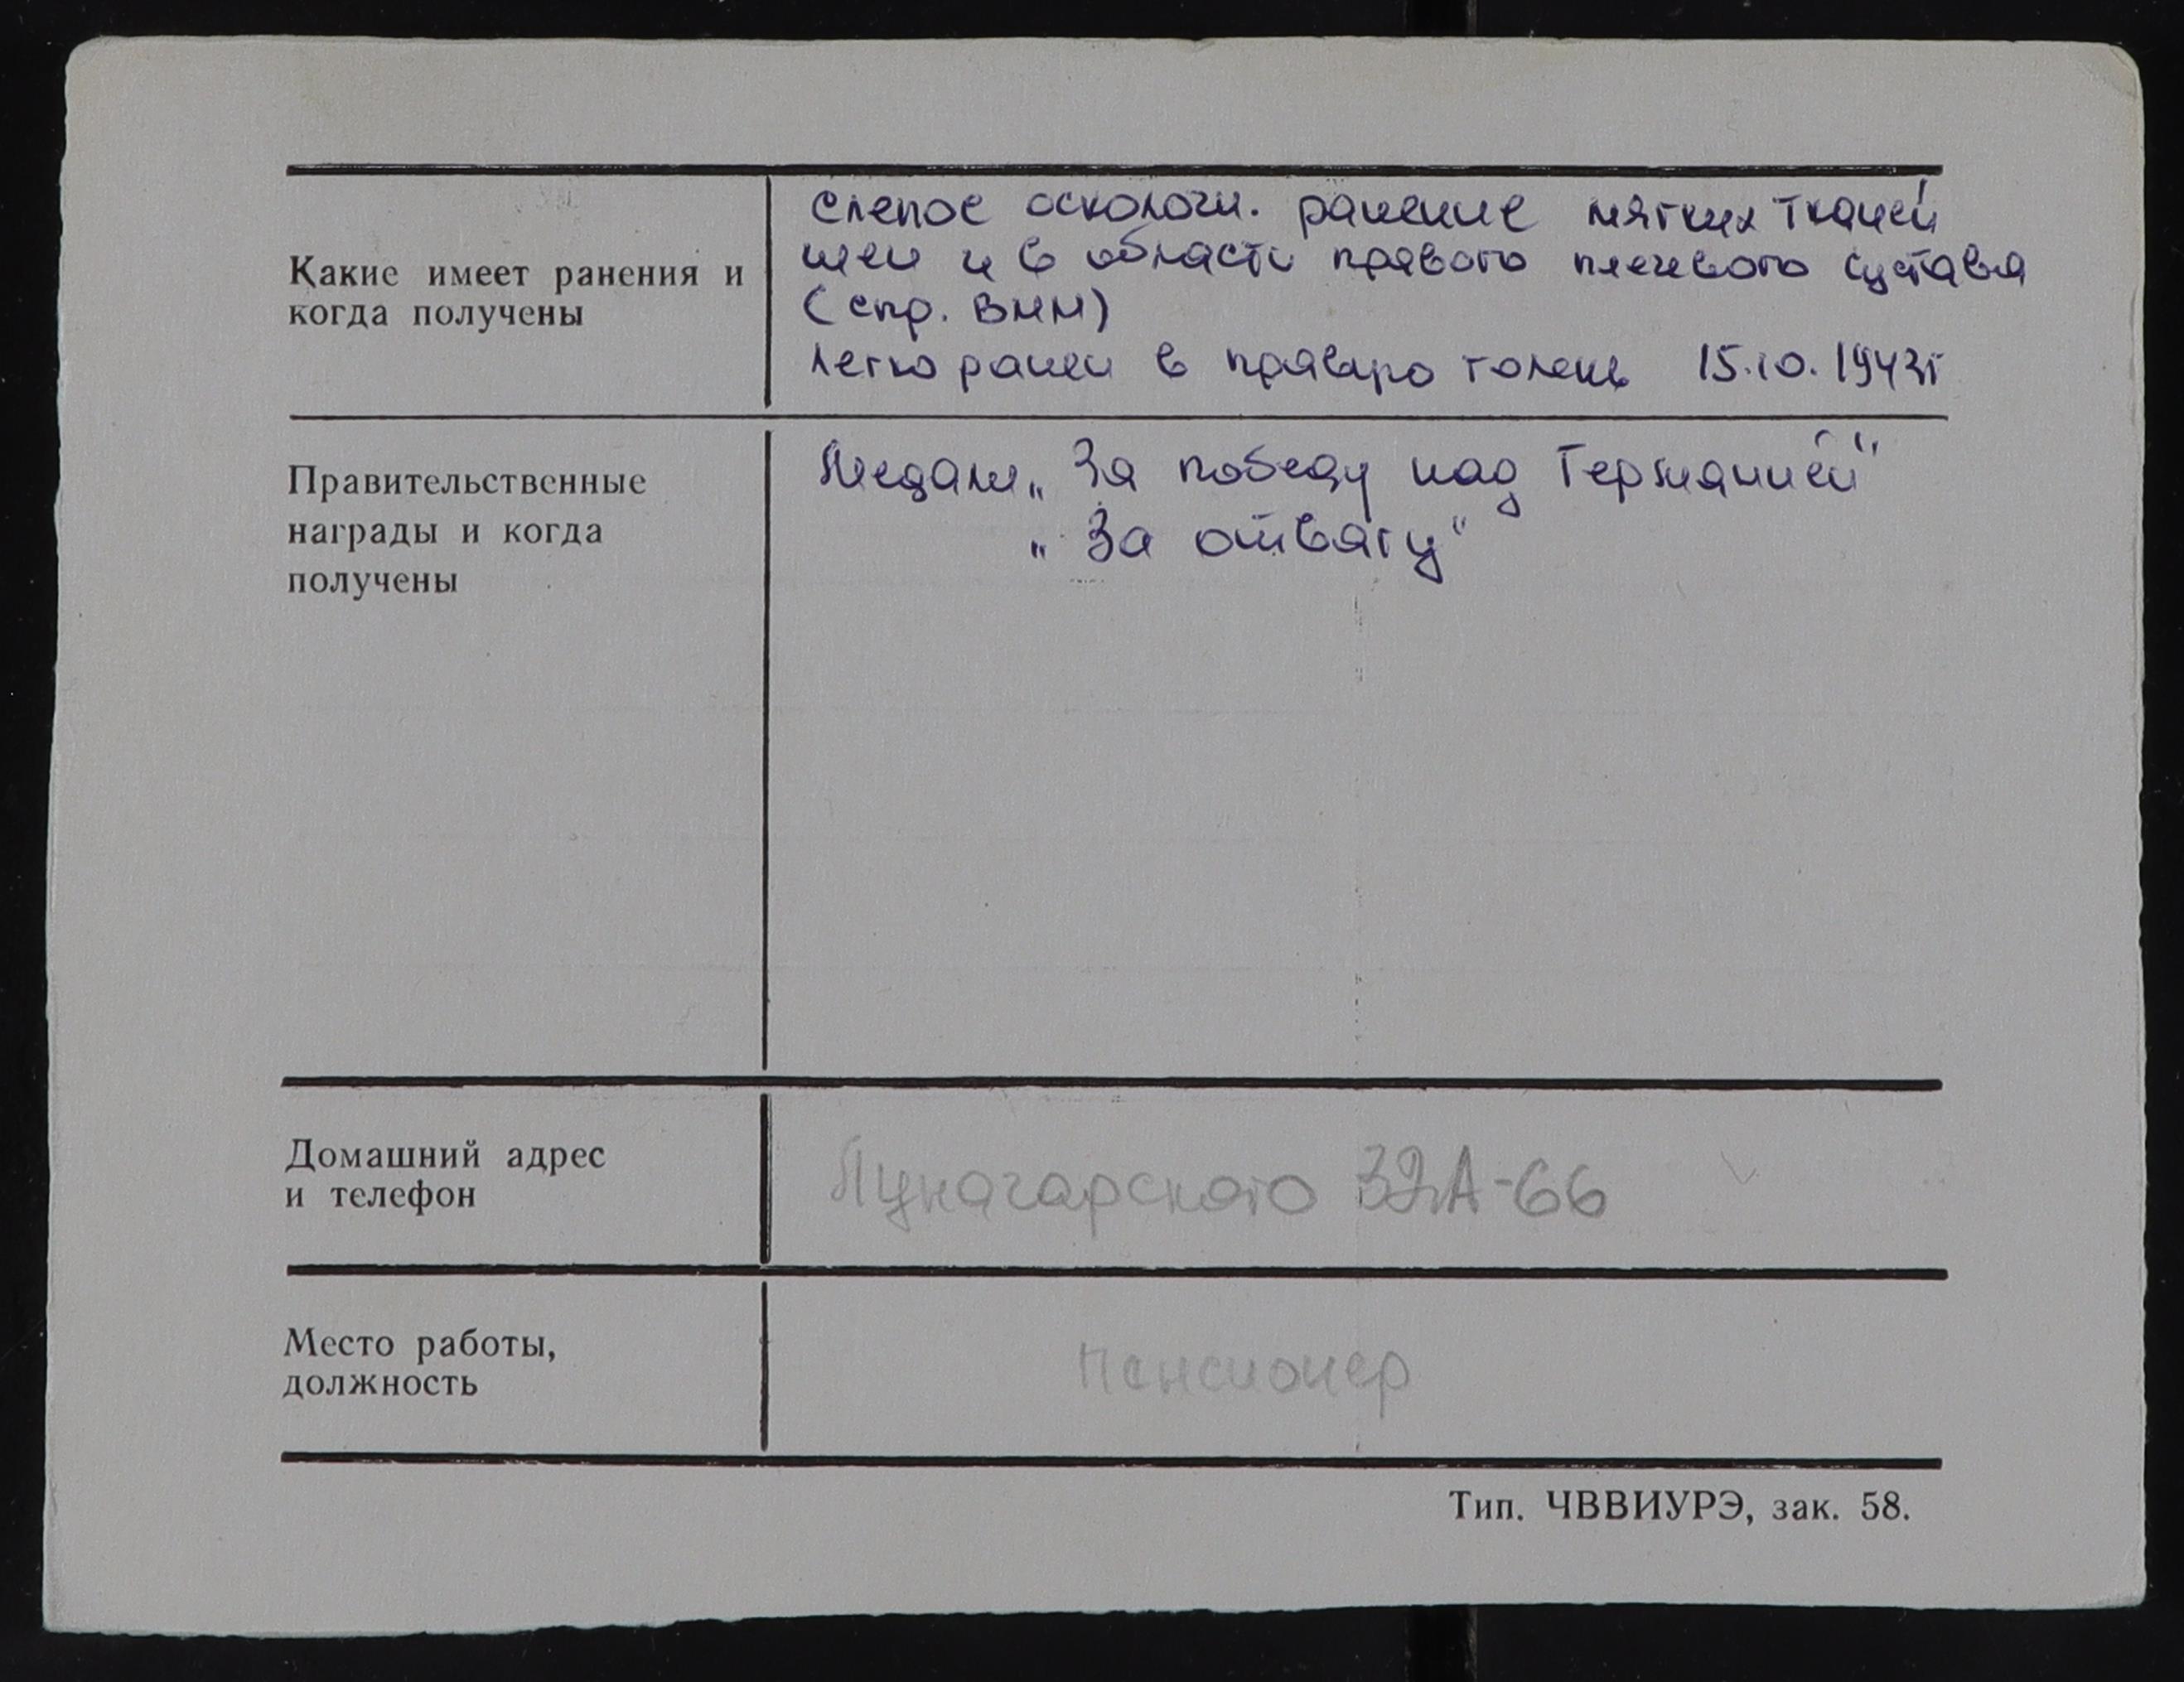 Какие имеет ранения и
когда получены
слепое осколочн. ранение мягких тканей
шеи и в области правого плечевого сустава
(спр. ВММ)
легко ранен в правую голень 15.10.1943г
Правительственные
награды и когда
получены
Медали „За победу над Германией"
„За отвагу"
Домашний адрес
и телефон
Луначарского 32А-66
Место работы,
должность
пенсионер
Тип. ЧВВИУРЭ, зак. 58.